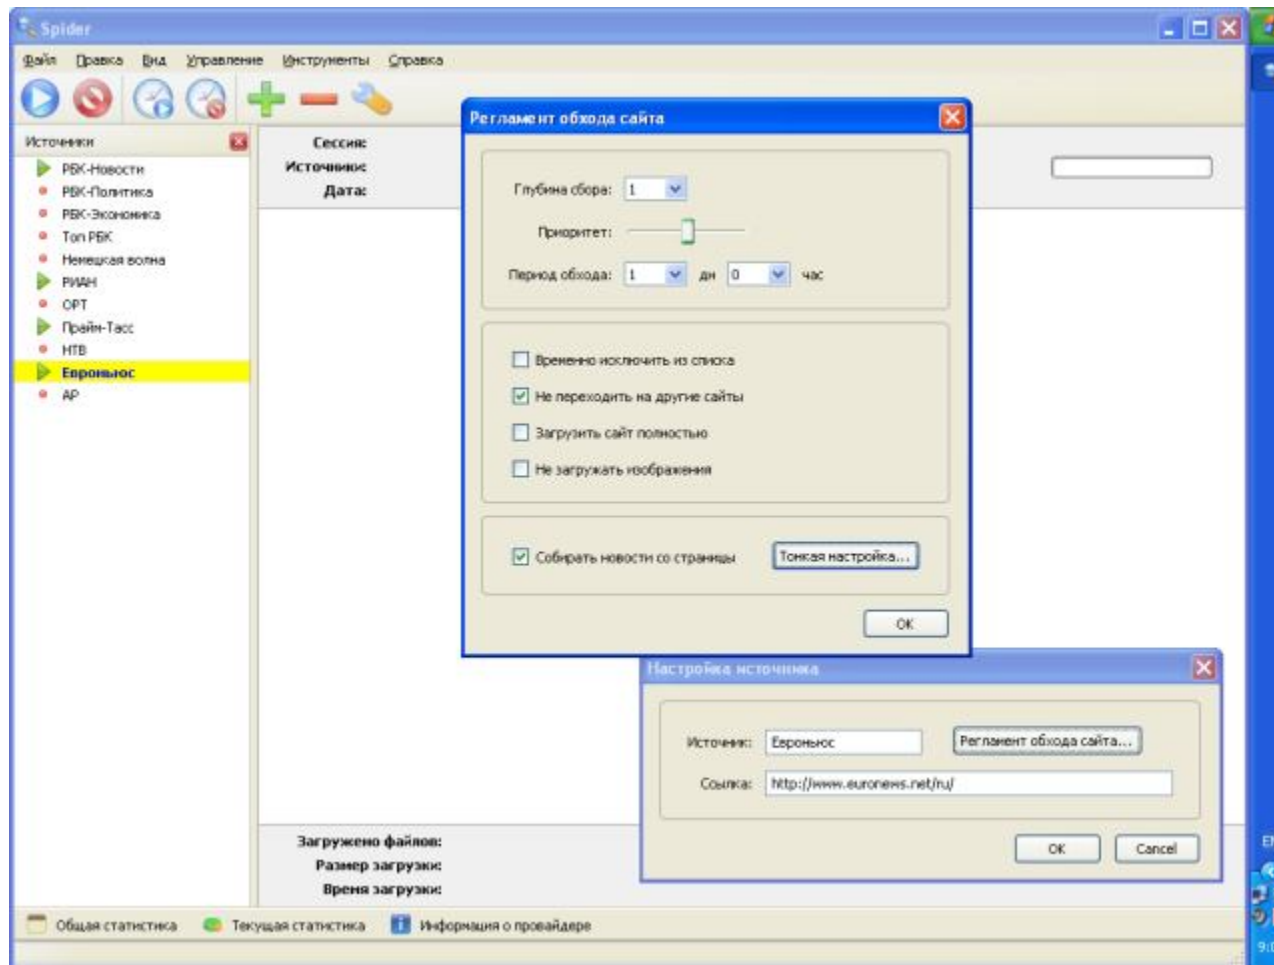 Spider
Файл Правка Вид Управление Инструменты Справка
Источники
РБК-Новости
РБК-Политика
РБК-Экономика
Топ РБК
Немецкая волна
РИАН
ОРТ
Прайм-Тасс
НТВ
Евроньюс
AP
Сессия:
Источники:
Дата:
Регламент обхода сайта
Глубина сбора: 1
Приоритет:
Период обхода: 1 дн 0 час
Временно исключить из списка
Не переходить на другие сайты
Загрузить сайт полностью
Не загружать изображения
Собирать новости со страницы Тонкая настройка...
OK
Настройка источника
Источник: Евроньюс Регламент обхода сайта...
Ссылка: http://www.euronews.net/ru/
OK Cancel
Загружено файлов:
Размер загрузки:
Время загрузки:
Общая статистика Текущая статистика Информация о провайдере